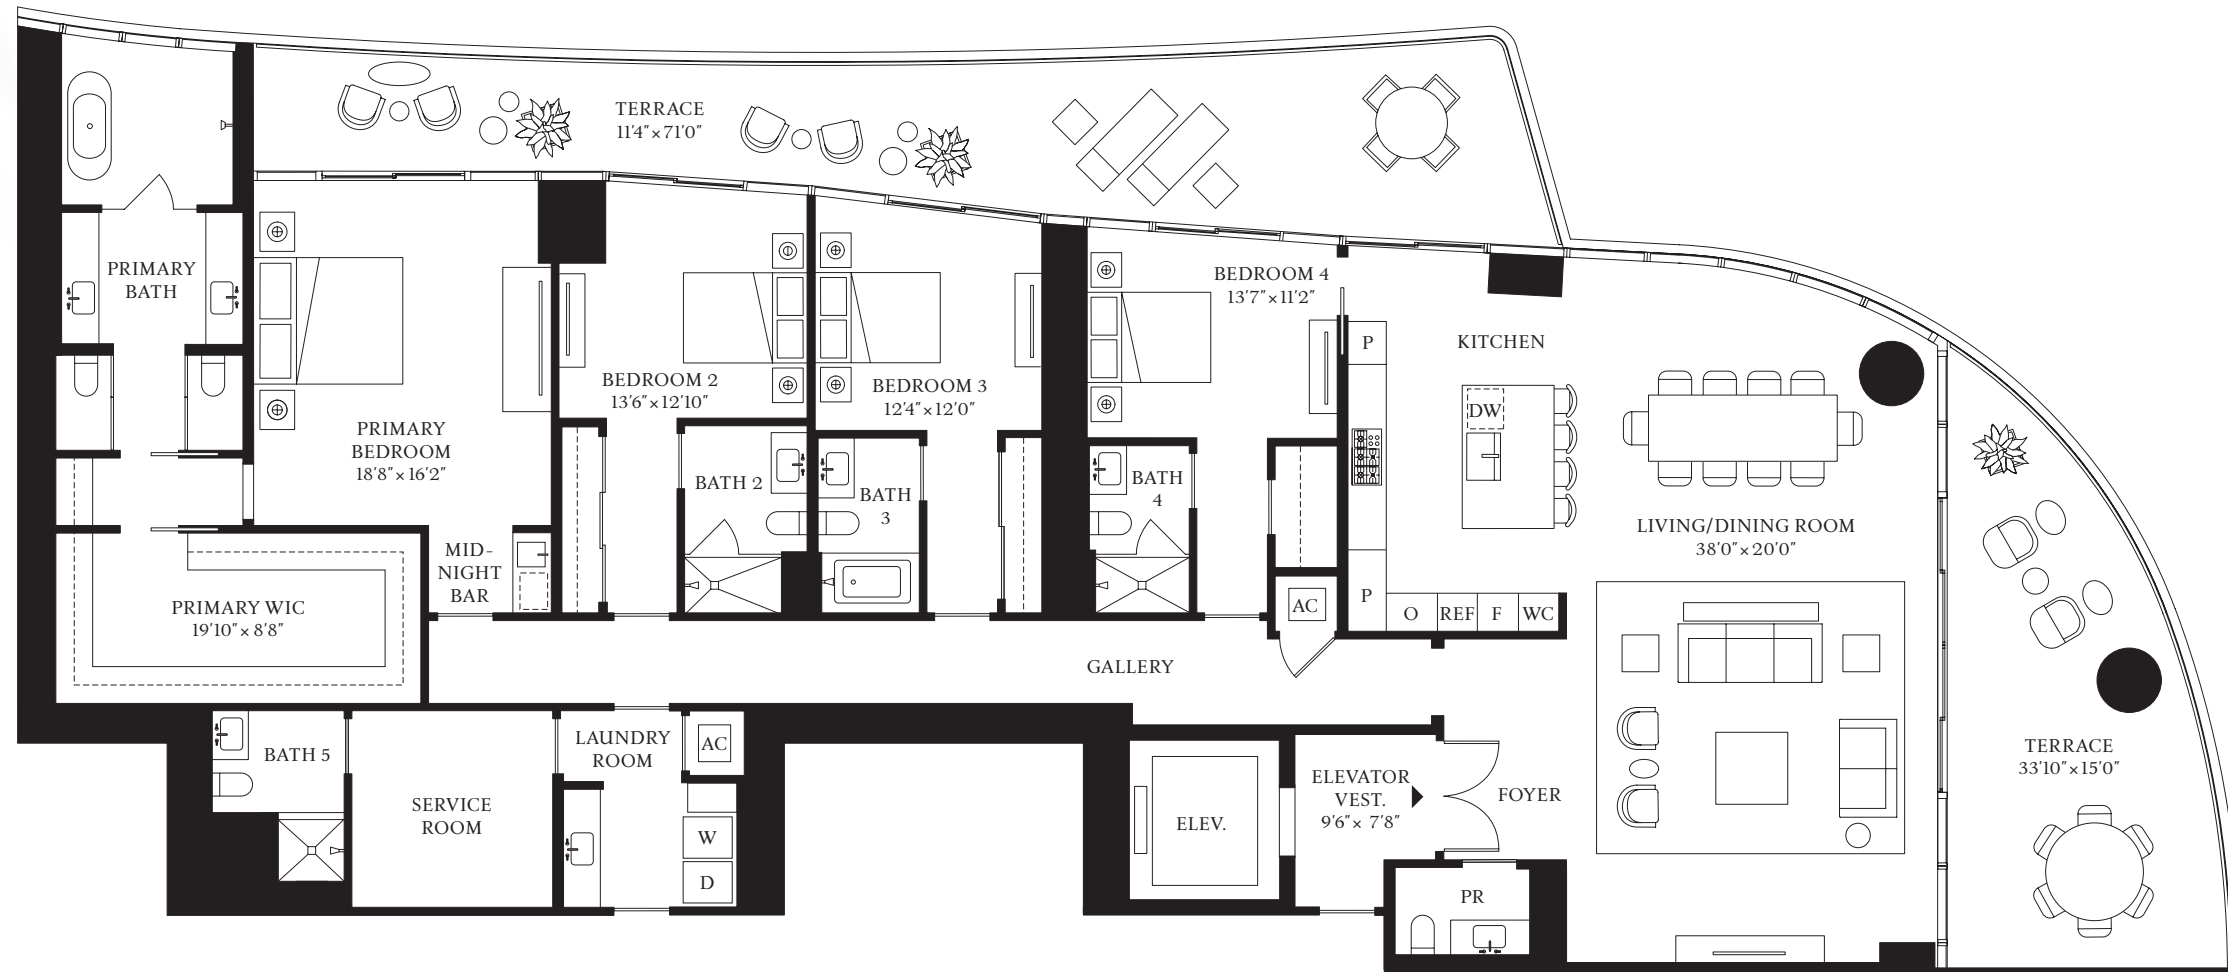 TERRACE
11'4"×71'0"
PRIMARY
BATH
BEDROOM 4
13'7"×11'2"
P
KITCHEN
BEDROOM 2
13'6"×12'10"
BEDROOM 3
12'4"×12'0"
DW
PRIMARY
BEDROOM
18'8"×16'2"
BATH 2
BATH
3
BATH
4
LIVING/DINING ROOM
38'0"×20'0"
MID-
NIGHT
BAR
PRIMARY WIC
19'10"×8'8"
AC
P
O
REF
F
WC
GALLERY
BATH 5
LAUNDRY
ROOM
AC
SERVICE
ROOM
W
D
ELEV.
ELEVATOR
VEST.
9'6"× 7'8"
FOYER
TERRACE
33'10"×15'0"
PR